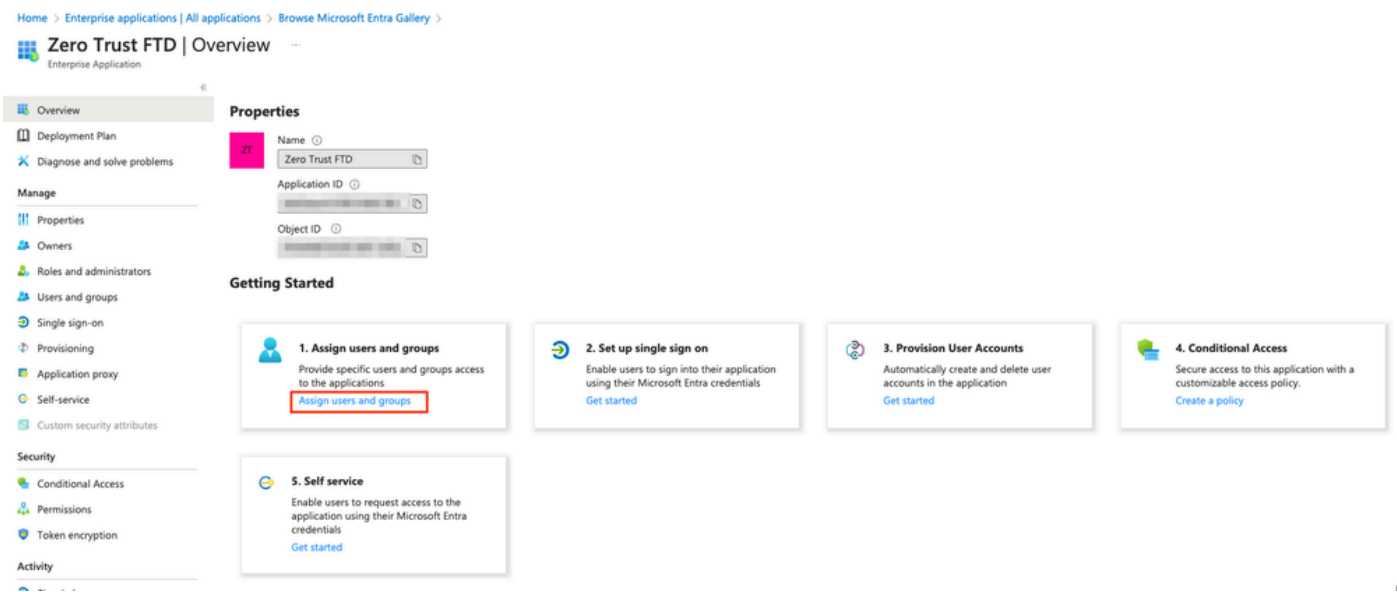 Home > Enterprise applications | All applications > Browse Microsoft Entra Gallery >
Zero Trust FTD | Overview ...
Enterprise Application
«
Overview
Deployment Plan
Diagnose and solve problems
Manage
Properties
Owners
Roles and administrators
Users and groups
Single sign-on
Provisioning
Application proxy
Self-service
Custom security attributes
Security
Conditional Access
Permissions
Token encryption
Activity
Properties
ZT
Name
Zero Trust FTD
Application ID
Object ID
Getting Started
1. Assign users and groups
Provide specific users and groups access
to the applications
Assign users and groups
2. Set up single sign on
Enable users to sign into their application
using their Microsoft Entra credentials
Get started
3. Provision User Accounts
Automatically create and delete user
accounts in the application
Get started
4. Conditional Access
Secure access to this application with a
customizable access policy.
Create a policy
5. Self service
Enable users to request access to the
application using their Microsoft Entra
credentials
Get started